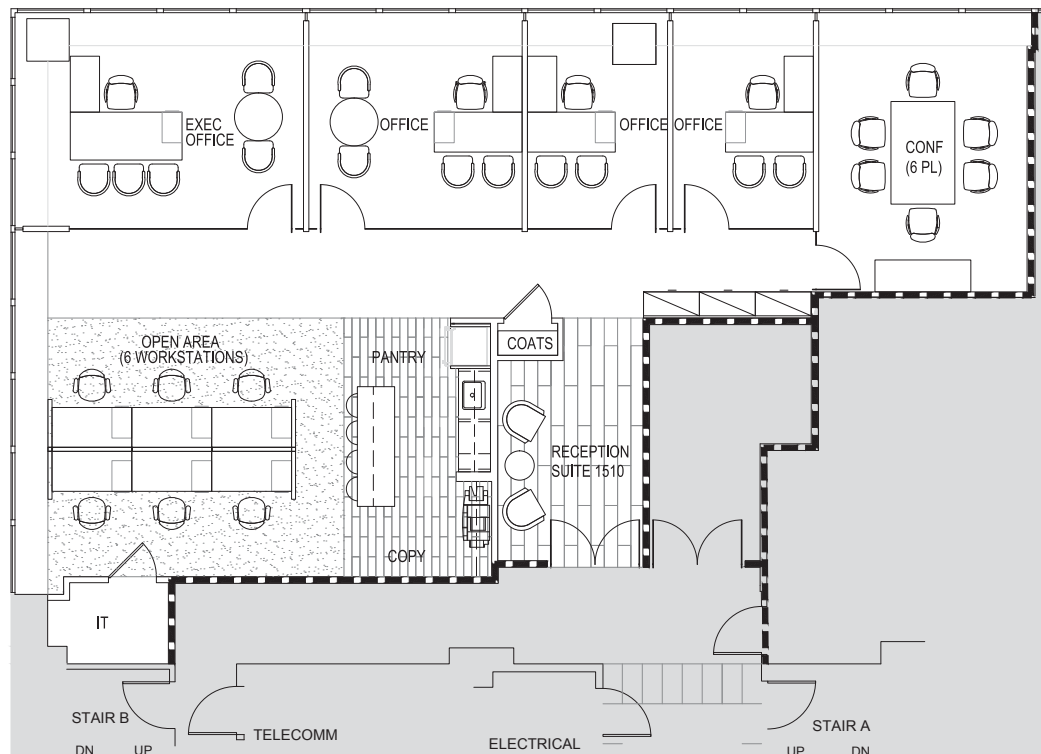 EXEC
OFFICE
OFFICE
OFFICE
OFFICE
CONF
(6 PL)
OPEN AREA
(6 WORKSTATIONS)
PANTRY
COATS
RECEPTION
SUITE 1510
COPY
IT
STAIR B
DN
UP
TELECOMM
ELECTRICAL
STAIR A
UP
DN